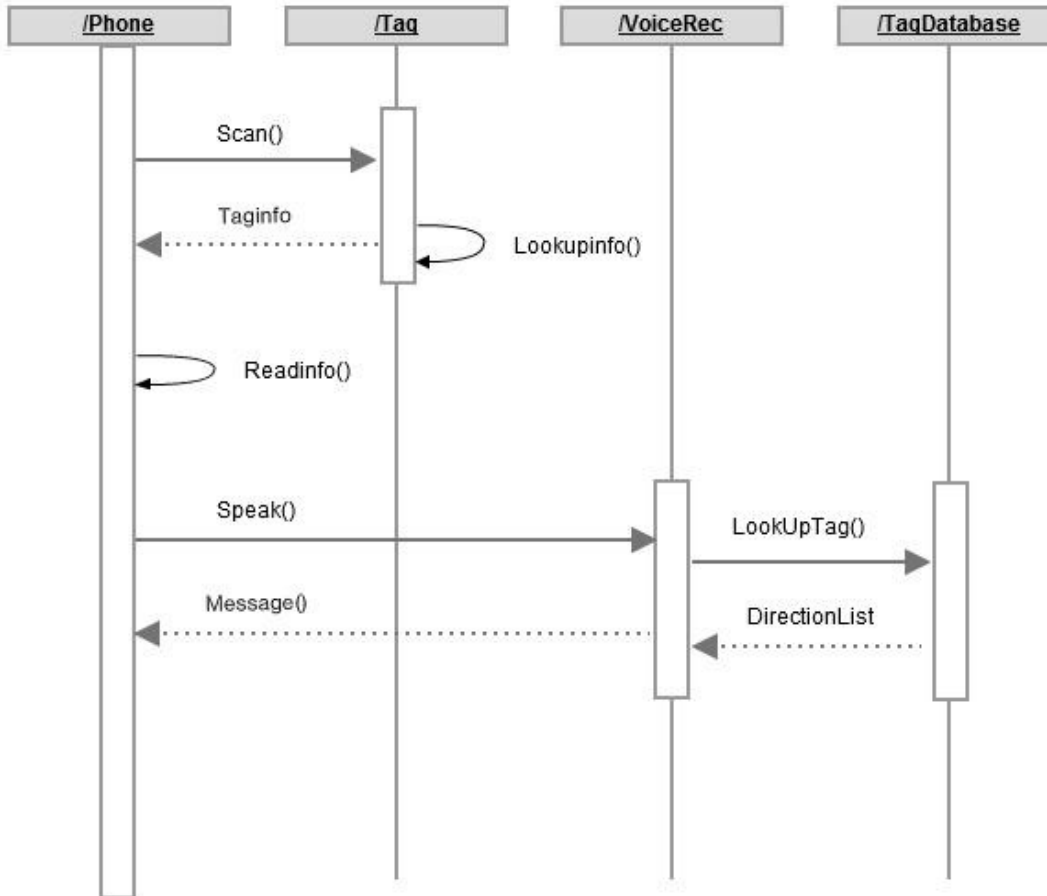 /Phone
/Tag
/VoiceRec
/TagDatabase
Scan()
Taginfo
Lookupinfo()
Readinfo()
Speak()
LookUpTag()
Message()
DirectionList